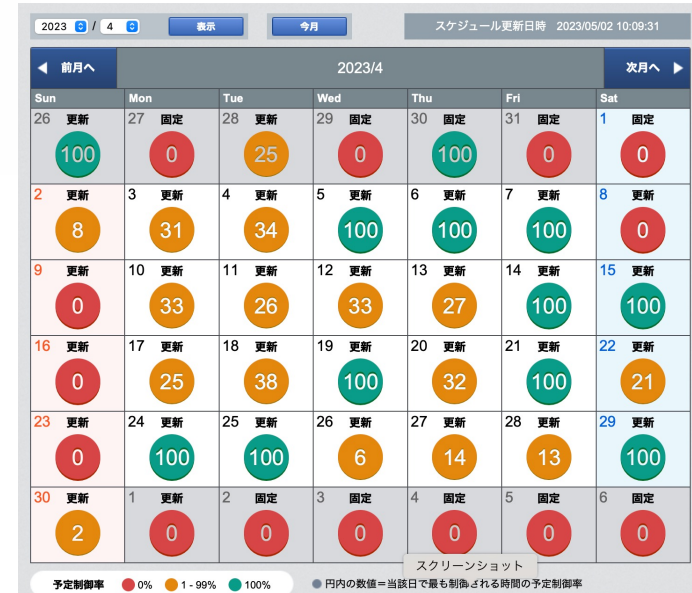 2023 / 4 表示 今月 スケジュール更新日時 2023/05/02 10:09:31
前月へ 2023/4 次月へ
Sun Mon Tue Wed Thu Fri Sat
26 更新 27 固定 28 更新 29 固定 30 固定 31 固定 1 固定
100 0 25 0 100 0 0
2 更新 3 更新 4 更新 5 更新 6 更新 7 更新 8 更新
8 31 34 100 100 100 0
9 更新 10 更新 11 更新 12 更新 13 更新 14 更新 15 更新
0 33 26 33 27 100 100
16 更新 17 更新 18 更新 19 更新 20 更新 21 更新 22 更新
0 25 38 100 32 100 21
23 更新 24 更新 25 更新 26 更新 27 更新 28 更新 29 更新
0 100 100 6 14 13 100
30 更新 1 更新 2 固定 3 固定 4 固定 5 固定 6 固定
2 0 0 0 0 0 0
スクリーンショット
予定制御率 0% 1 - 99% 100% 円内の数値＝当該日で最も制御される時間の予定制御率